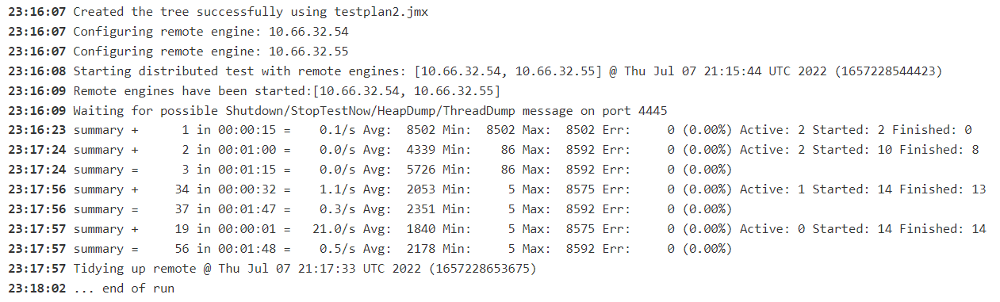 23:16:07 Created the tree successfully using testplan2.jmx
23:16:07 Configuring remote engine: 10.66.32.54
23:16:07 Configuring remote engine: 10.66.32.55
23:16:08 Starting distributed test with remote engines: [10.66.32.54, 10.66.32.55] @ Thu Jul 07 21:15:44 UTC 2022 (1657228544423)
23:16:09 Remote engines have been started:[10.66.32.54, 10.66.32.55]
23:16:09 Waiting for possible Shutdown/StopTestNow/HeapDump/ThreadDump message on port 4445
23:16:23 summary +      1 in 00:00:15 =    0.1/s Avg:  8502 Min:  8502 Max:  8502 Err:     0 (0.00%) Active: 2 Started: 2 Finished: 0
23:17:24 summary +      2 in 00:01:00 =    0.0/s Avg:  4339 Min:    86 Max:  8592 Err:     0 (0.00%) Active: 2 Started: 10 Finished: 8
23:17:24 summary =      3 in 00:01:15 =    0.0/s Avg:  5726 Min:    86 Max:  8592 Err:     0 (0.00%)
23:17:56 summary +     34 in 00:00:32 =    1.1/s Avg:  2053 Min:     5 Max:  8575 Err:     0 (0.00%) Active: 1 Started: 14 Finished: 13
23:17:56 summary =     37 in 00:01:47 =    0.3/s Avg:  2351 Min:     5 Max:  8592 Err:     0 (0.00%)
23:17:57 summary +     19 in 00:00:01 =   21.0/s Avg:  1840 Min:     5 Max:  8575 Err:     0 (0.00%) Active: 0 Started: 14 Finished: 14
23:17:57 summary =     56 in 00:01:48 =    0.5/s Avg:  2178 Min:     5 Max:  8592 Err:     0 (0.00%)
23:17:57 Tidying up remote @ Thu Jul 07 21:17:33 UTC 2022 (1657228653675)
23:18:02 ... end of run